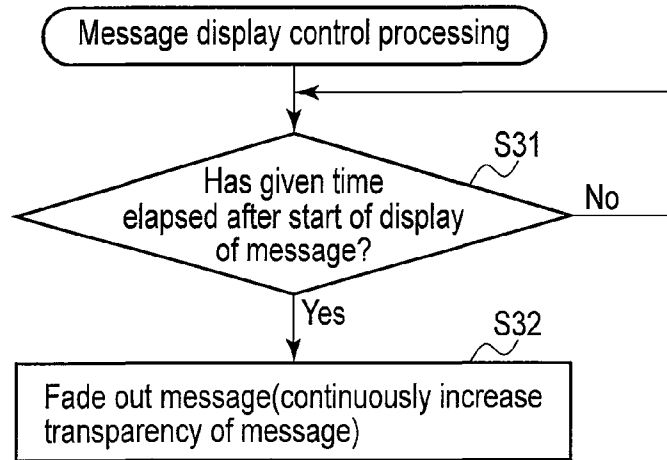 Message display control processing
S31
Has given time
elapsed after start of display
of message?
No
Yes
S32
Fade out message(continuously increase
transparency of message)